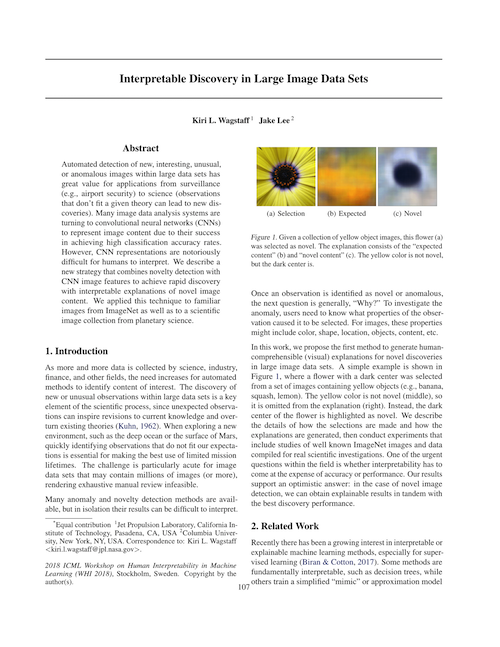 Interpretable Discovery in Large Image Data Sets
Kiri L. Wagstaff 1 Jake Lee 2
Abstract
Automated detection of new, interesting, unusual,
or anomalous images within large data sets has
great value for applications from surveillance
(e.g., airport security) to science (observations
that don't fit a given theory can lead to new dis-
coveries). Many image data analysis systems are
turning to convolutional neural networks (CNNs)
to represent image content due to their success
in achieving high classification accuracy rates.
However, CNN representations are notoriously
difficult for humans to interpret. We describe a
new strategy that combines novelty detection with
CNN image features to achieve rapid discovery
with interpretable explanations of novel image
content. We applied this technique to familiar
images from ImageNet as well as to a scientific
image collection from planetary science.
1. Introduction
As more and more data is collected by science, industry,
finance, and other fields, the need increases for automated
methods to identify content of interest. The discovery of
new or unusual observations within large data sets is a key
element of the scientific process, since unexpected observa-
tions can inspire revisions to current knowledge and over-
turn existing theories (Kuhn, 1962). When exploring a new
environment, such as the deep ocean or the surface of Mars,
quickly identifying observations that do not fit our expecta-
tions is essential for making the best use of limited mission
lifetimes. The challenge is particularly acute for image
data sets that may contain millions of images (or more),
rendering exhaustive manual review infeasible.
Many anomaly and novelty detection methods are avail-
able, but in isolation their results can be difficult to interpret.
*Equal contribution 1Jet Propulsion Laboratory, California In-
stitute of Technology, Pasadena, CA, USA 2Columbia Univer-
sity, New York, NY, USA. Correspondence to: Kiri L. Wagstaff
<kiri.l.wagstaff@jpl.nasa.gov>.
2018 ICML Workshop on Human Interpretability in Machine
Learning (WHI 2018), Stockholm, Sweden. Copyright by the
author(s).
(a) Selection (b) Expected (c) Novel
Figure 1. Given a collection of yellow object images, this flower (a)
was selected as novel. The explanation consists of the "expected
content" (b) and "novel content" (c). The yellow color is not novel,
but the dark center is.
Once an observation is identified as novel or anomalous,
the next question is generally, "Why?" To investigate the
anomaly, users need to know what properties of the obser-
vation caused it to be selected. For images, these properties
might include color, shape, location, objects, content, etc.
In this work, we propose the first method to generate human-
comprehensible (visual) explanations for novel discoveries
in large image data sets. A simple example is shown in
Figure 1, where a flower with a dark center was selected
from a set of images containing yellow objects (e.g., banana,
squash, lemon). The yellow color is not novel (middle), so
it is omitted from the explanation (right). Instead, the dark
center of the flower is highlighted as novel. We describe
the details of how the selections are made and how the
explanations are generated, then conduct experiments that
include studies of well known ImageNet images and data
compiled for real scientific investigations. One of the urgent
questions within the field is whether interpretability has to
come at the expense of accuracy or performance. Our results
support an optimistic answer: in the case of novel image
detection, we can obtain explainable results in tandem with
the best discovery performance.
2. Related Work
Recently there has been a growing interest in interpretable or
explainable machine learning methods, especially for super-
vised learning (Biran & Cotton, 2017). Some methods are
fundamentally interpretable, such as decision trees, while
others train a simplified "mimic" or approximation model
107